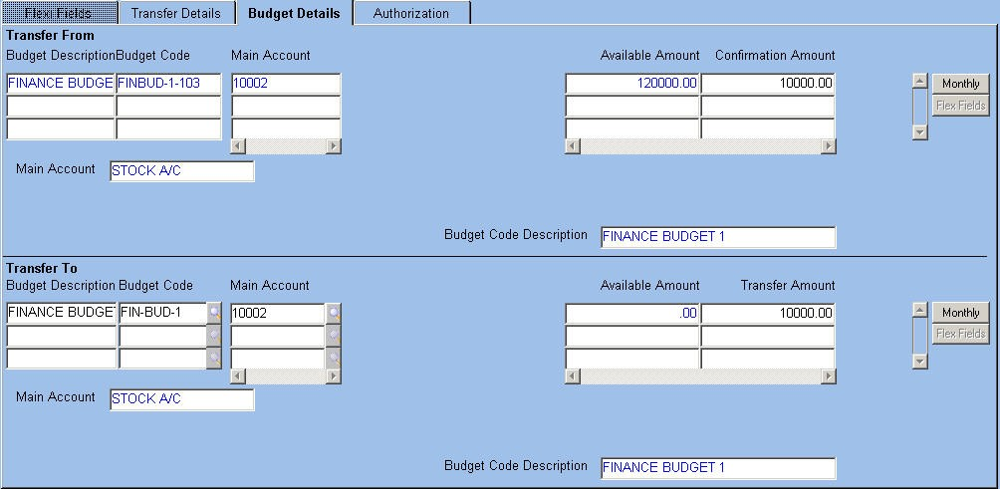 Flexi Fields Transfer Details Budget Details Authorization
Transfer From
Budget Description Budget Code Main Account Available Amount Confirmation Amount
FINANCE BUDGE FINBUD-1-103 10002 120000.00 10000.00 Monthly
Flex Fields
Main Account STOCK A/C
Budget Code Description FINANCE BUDGET 1
Transfer To
Budget Description Budget Code Main Account Available Amount Transfer Amount
FINANCE BUDGE FIN-BUD-1 10002 .00 10000.00 Monthly
Flex Fields
Main Account STOCK A/C
Budget Code Description FINANCE BUDGET 1